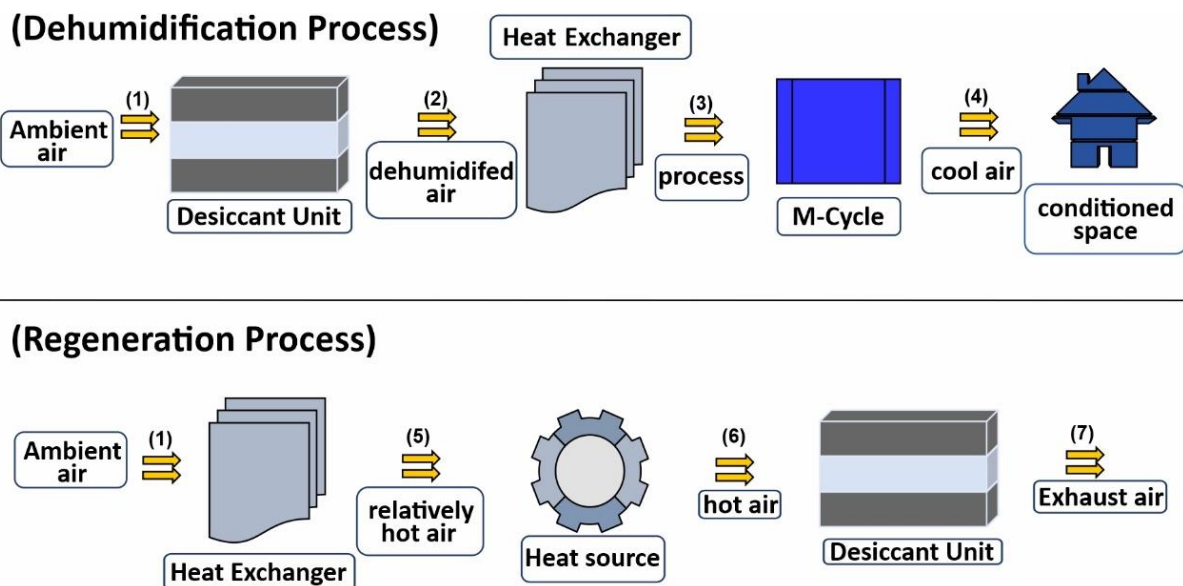 (Dehumidification Process)
Heat Exchanger
(1)
(2)
(3)
(4)
Ambient
air
dehumidifed
air
process
cool air
Desiccant Unit
M-Cycle
conditioned
space
(Regeneration Process)
Ambient
air
(1)
(5)
(6)
(7)
relatively
hot air
hot air
Exhaust air
Heat Exchanger
Heat source
Desiccant Unit